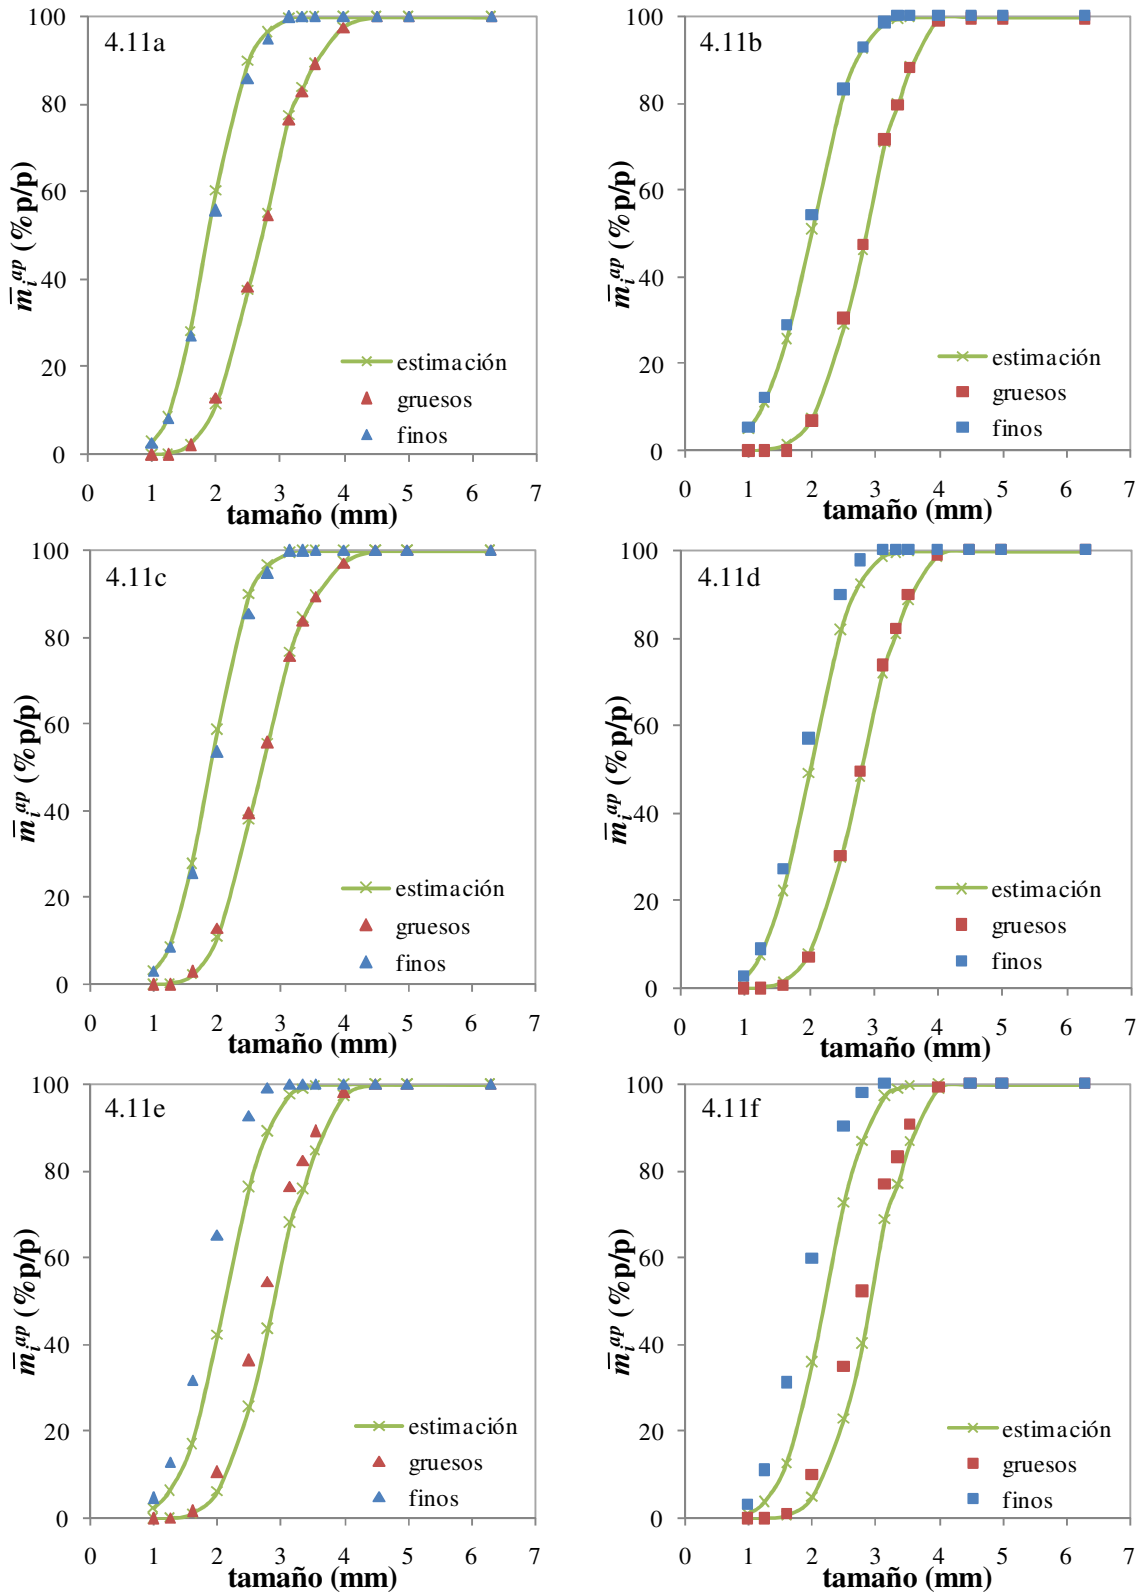 4.11a
100
80
60
40
20
0
m̅ᵢᵃᵖ (%p/p)
estimación
gruesos
finos
0 1 2 3 4 5 6 7
tamaño (mm)
4.11b
100
80
60
40
20
0
m̅ᵢᵃᵖ (%p/p)
estimación
gruesos
finos
0 1 2 3 4 5 6 7
tamaño (mm)
4.11c
100
80
60
40
20
0
m̅ᵢᵃᵖ (%p/p)
estimación
gruesos
finos
0 1 2 3 4 5 6 7
tamaño (mm)
4.11d
100
80
60
40
20
0
m̅ᵢᵃᵖ (%p/p)
estimación
gruesos
finos
0 1 2 3 4 5 6 7
tamaño (mm)
4.11e
100
80
60
40
20
0
m̅ᵢᵃᵖ (%p/p)
estimación
gruesos
finos
0 1 2 3 4 5 6 7
tamaño (mm)
4.11f
100
80
60
40
20
0
m̅ᵢᵃᵖ (%p/p)
estimación
gruesos
finos
0 1 2 3 4 5 6 7
tamaño (mm)